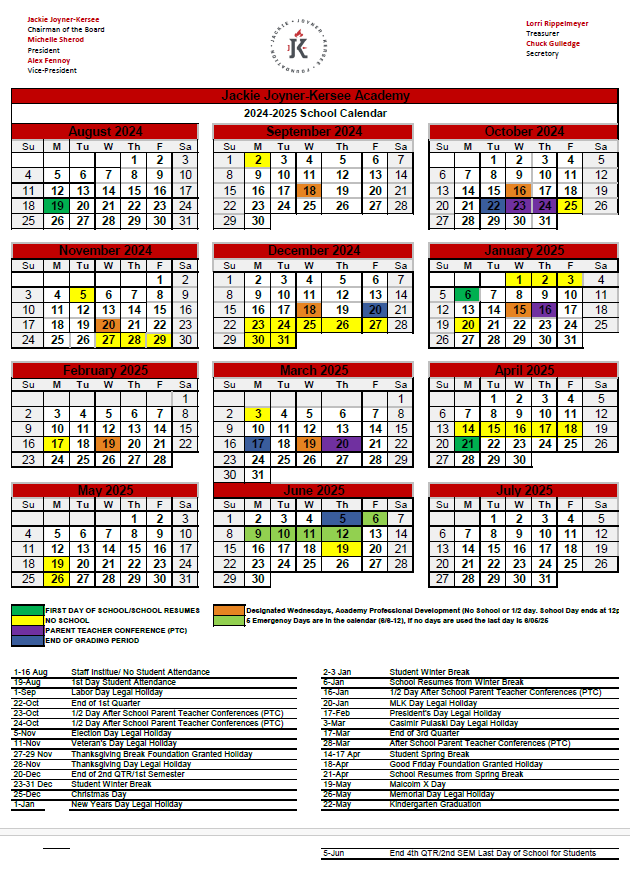 Jackie Joyner-Kersee
Chairman of the Board
Michelle Sherod
President
Alex Fennoy
Vice-President
JACKIE · JOYNER · KERSEE · FOUNDATION
JK
Lorri Rippelmeyer
Treasurer
Chuck Gulledge
Secretary
Jackie Joyner-Kersee Academy
2024-2025 School Calendar
August 2024
Su M Tu W Th F Sa
1 2 3
4 5 6 7 8 9 10
11 12 13 14 15 16 17
18 19 20 21 22 23 24
25 26 27 28 29 30 31
September 2024
Su M Tu W Th F Sa
1 2 3 4 5 6 7
8 9 10 11 12 13 14
15 16 17 18 19 20 21
22 23 24 25 26 27 28
29 30
October 2024
Su M Tu W Th F Sa
1 2 3 4 5
6 7 8 9 10 11 12
13 14 15 16 17 18 19
20 21 22 23 24 25 26
27 28 29 30 31
November 2024
Su M Tu W Th F Sa
1 2
3 4 5 6 7 8 9
10 11 12 13 14 15 16
17 18 19 20 21 22 23
24 25 26 27 28 29 30
December 2024
Su M Tu W Th F Sa
1 2 3 4 5 6 7
8 9 10 11 12 13 14
15 16 17 18 19 20 21
22 23 24 25 26 27 28
29 30 31
January 2025
Su M Tu W Th F Sa
1 2 3 4
5 6 7 8 9 10 11
12 13 14 15 16 17 18
19 20 21 22 23 24 25
26 27 28 29 30 31
February 2025
Su M Tu W Th F Sa
1
2 3 4 5 6 7 8
9 10 11 12 13 14 15
16 17 18 19 20 21 22
23 24 25 26 27 28
March 2025
Su M Tu W Th F Sa
1
2 3 4 5 6 7 8
9 10 11 12 13 14 15
16 17 18 19 20 21 22
23 24 25 26 27 28 29
30 31
April 2025
Su M Tu W Th F Sa
1 2 3 4 5
6 7 8 9 10 11 12
13 14 15 16 17 18 19
20 21 22 23 24 25 26
27 28 29 30
May 2025
Su M Tu W Th F Sa
1 2 3
4 5 6 7 8 9 10
11 12 13 14 15 16 17
18 19 20 21 22 23 24
25 26 27 28 29 30 31
June 2025
Su M Tu W Th F Sa
1 2 3 4 5 6 7
8 9 10 11 12 13 14
15 16 17 18 19 20 21
22 23 24 25 26 27 28
29 30
July 2025
Su M Tu W Th F Sa
1 2 3 4 5
6 7 8 9 10 11 12
13 14 15 16 17 18 19
20 21 22 23 24 25 26
27 28 29 30 31
FIRST DAY OF SCHOOL/SCHOOL RESUMES
NO SCHOOL
PARENT TEACHER CONFERENCE (PTC)
END OF GRADING PERIOD
Designated Wednesdays, Academy Professional Development (No School or 1/2 day. School Day ends at 12p
5 Emergency Days are in the calendar (6/6-12), if no days are used the last day is 6/05/25
1-16 Aug Staff Institue/ No Student Attendance
19-Aug 1st Day Student Attendance
1-Sep Labor Day Legal Holiday
22-Oct End of 1st Quarter
23-Oct 1/2 Day After School Parent Teacher Conferences (PTC)
24-Oct 1/2 Day After School Parent Teacher Conferences (PTC)
5-Nov Election Day Legal Holiday
11-Nov Veteran's Day Legal Holiday
27-29 Nov Thanksgiving Break Foundation Granted Holiday
28-Nov Thanksgiving Day Legal Holiday
20-Dec End of 2nd QTR/1st Semester
23-31 Dec Student Winter Break
25-Dec Christmas Day
1-Jan New Years Day Legal Holiday
2-3 Jan Student Winter Break
6-Jan School Resumes from Winter Break
16-Jan 1/2 Day After School Parent Teacher Conferences (PTC)
20-Jan MLK Day Legal Holiday
17-Feb President's Day Legal Holiday
3-Mar Casimir Pulaski Day Legal Holiday
17-Mar End of 3rd Quarter
28-Mar After School Parent Teacher Conferences (PTC)
14-17 Apr Student Spring Break
18-Apr Good Friday Foundation Granted Holiday
21-Apr School Resumes from Spring Break
19-May Malcolm X Day
26-May Memorial Day Legal Holiday
22-May Kindergarten Graduation
5-Jun End 4th QTR/2nd SEM Last Day of School for Students